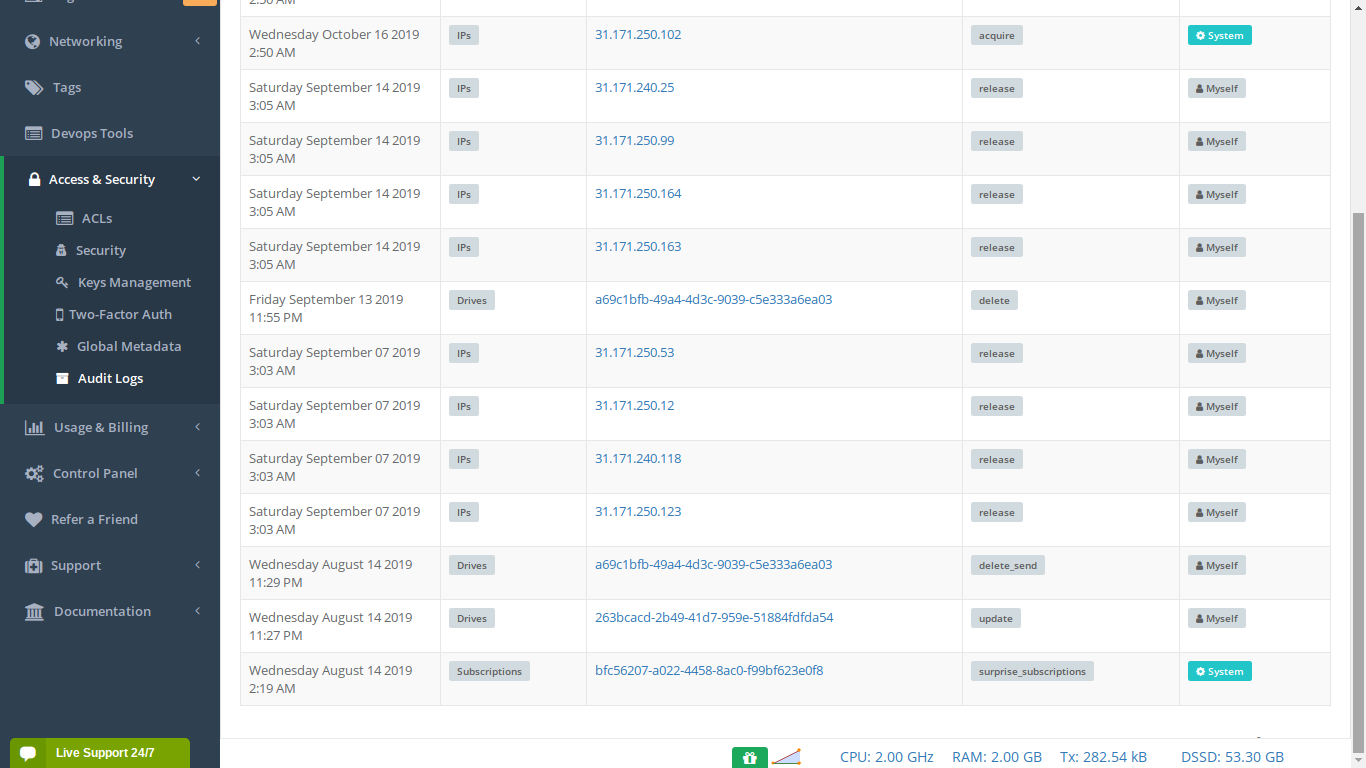 Networking
Tags
Devops Tools
Access & Security
ACLs
Security
Keys Management
Two-Factor Auth
Global Metadata
Audit Logs
Usage & Billing
Control Panel
Refer a Friend
Support
Documentation
Live Support 24/7
2:50 AM
Wednesday October 16 2019
2:50 AM
IPs
31.171.250.102
acquire
System
Saturday September 14 2019
3:05 AM
IPs
31.171.240.25
release
Myself
Saturday September 14 2019
3:05 AM
IPs
31.171.250.99
release
Myself
Saturday September 14 2019
3:05 AM
IPs
31.171.250.164
release
Myself
Saturday September 14 2019
3:05 AM
IPs
31.171.250.163
release
Myself
Friday September 13 2019
11:55 PM
Drives
a69c1bfb-49a4-4d3c-9039-c5e333a6ea03
delete
Myself
Saturday September 07 2019
3:03 AM
IPs
31.171.250.53
release
Myself
Saturday September 07 2019
3:03 AM
IPs
31.171.250.12
release
Myself
Saturday September 07 2019
3:03 AM
IPs
31.171.240.118
release
Myself
Saturday September 07 2019
3:03 AM
IPs
31.171.250.123
release
Myself
Wednesday August 14 2019
11:29 PM
Drives
a69c1bfb-49a4-4d3c-9039-c5e333a6ea03
delete_send
Myself
Wednesday August 14 2019
11:27 PM
Drives
263bcacd-2b49-41d7-959e-51884fdfda54
update
Myself
Wednesday August 14 2019
2:19 AM
Subscriptions
bfc56207-a022-4458-8ac0-f99bf623e0f8
surprise_subscriptions
System
CPU: 2.00 GHz
RAM: 2.00 GB
Tx: 282.54 kB
DSSD: 53.30 GB